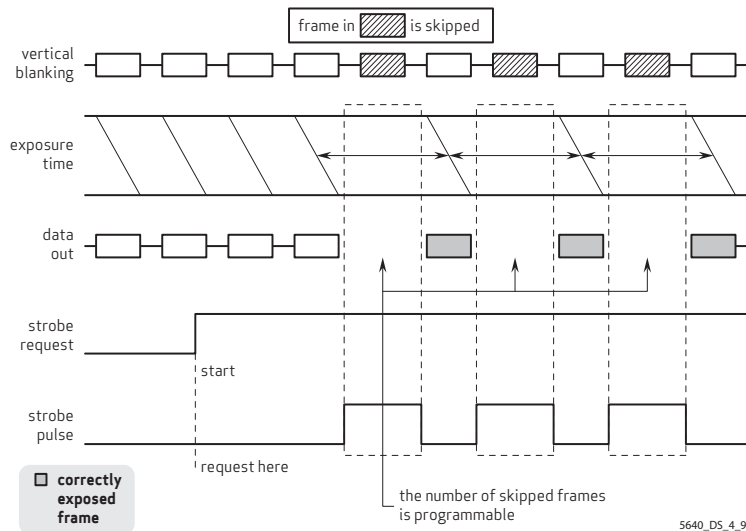 frame in is skipped
vertical
blanking
exposure
time
data
out
strobe
request
start
strobe
pulse
request here
correctly
exposed
frame
the number of skipped frames
is programmable
5640_DS_4_9